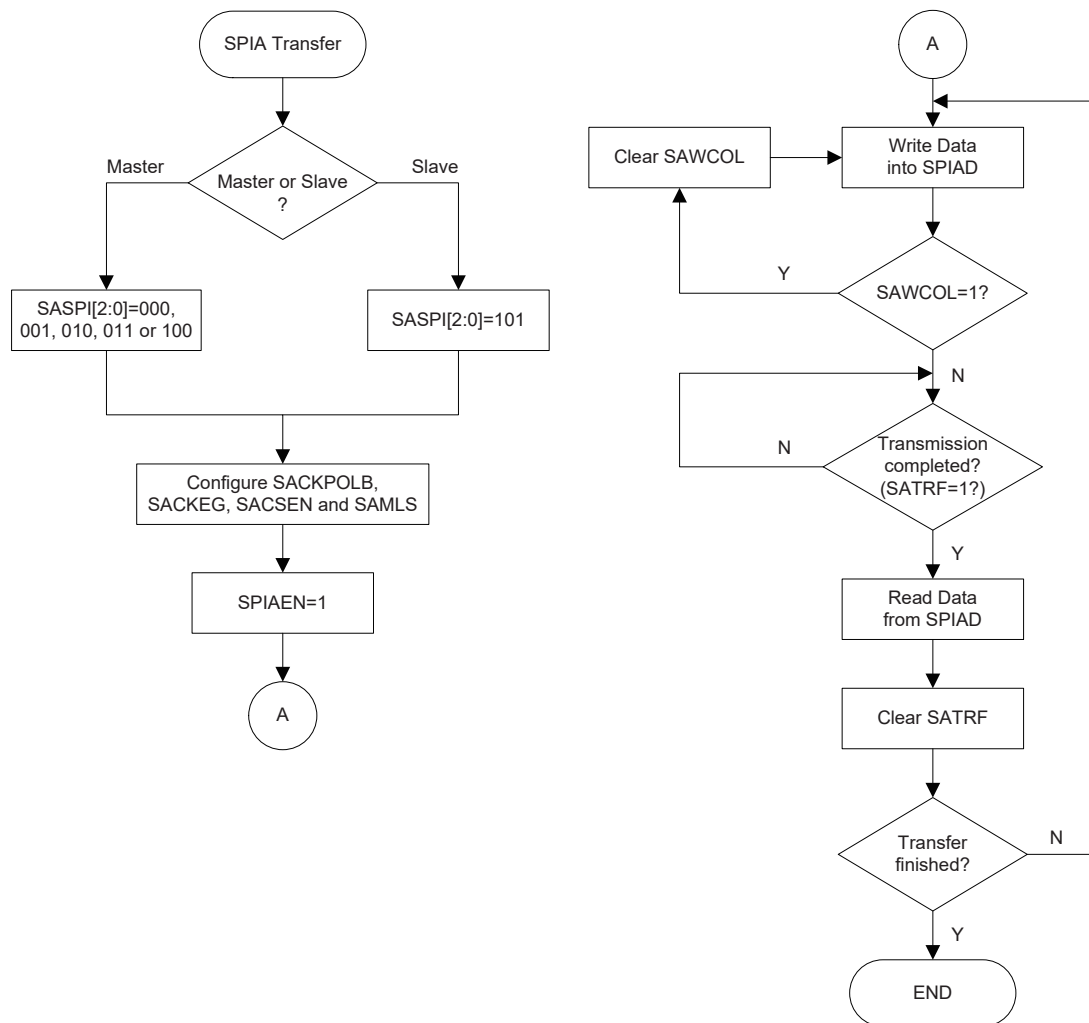 SPIA Transfer
Master
Slave
Master or Slave
?
SASPI[2:0]=000,
001, 010, 011 or 100
SASPI[2:0]=101
Configure SACKPOLB,
SACKEG, SACSEN and SAMLS
SPIAEN=1
A
A
Clear SAWCOL
Write Data
into SPIAD
Y
SAWCOL=1?
N
N
Transmission
completed?
(SATRF=1?)
Y
Read Data
from SPIAD
Clear SATRF
Transfer
finished?
N
Y
END